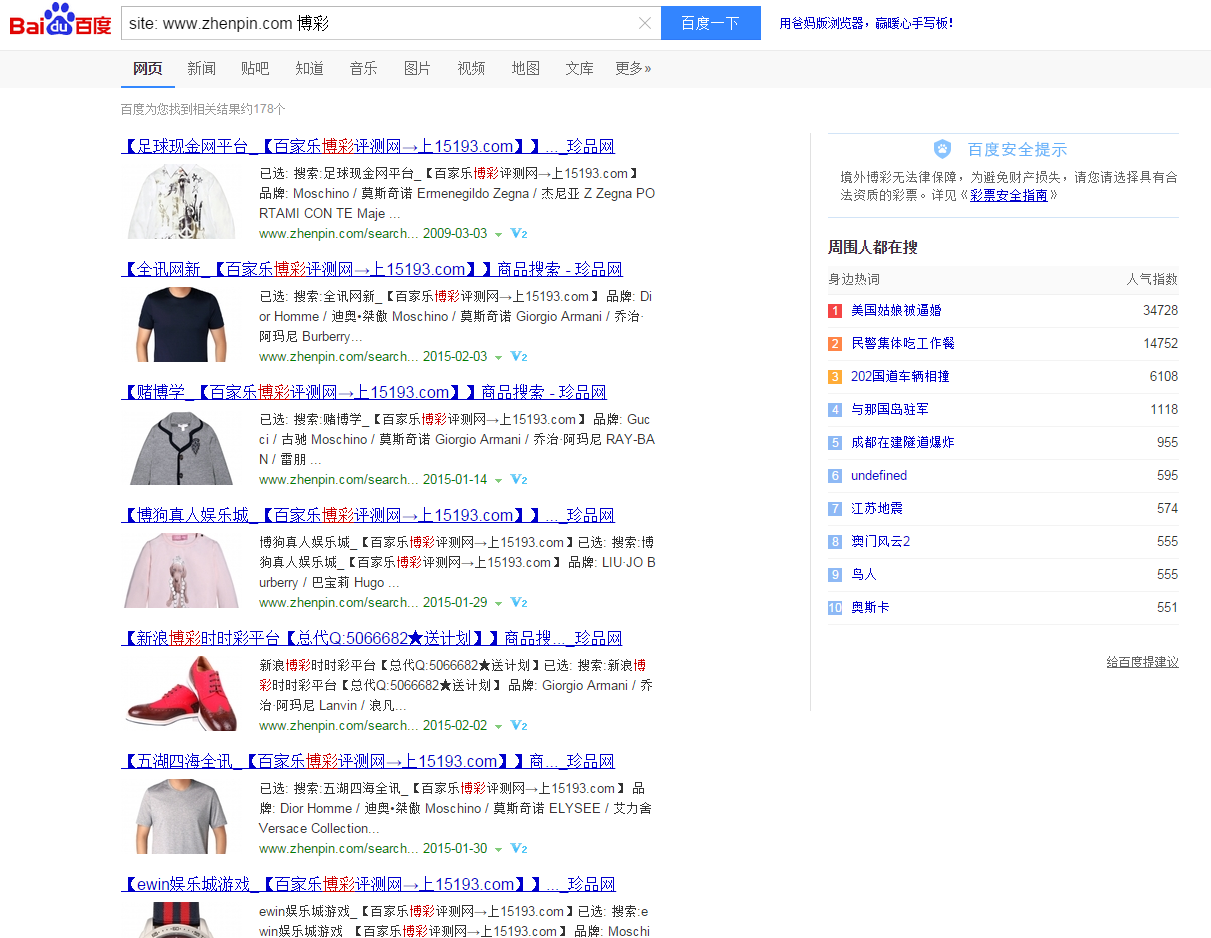 Bai du 百度
site: www.zhenpin.com 博彩
百度一下
用爸妈版浏览器，赢暖心手写板！
网页 新闻 贴吧 知道 音乐 图片 视频 地图 文库 更多»
百度为您找到相关结果约178个
【足球现金网平台_【百家乐博彩评测网→上15193.com】】..._珍品网
已选: 搜索:足球现金网平台_【百家乐博彩评测网→上15193.com】
品牌: Moschino / 莫斯奇诺 Ermenegildo Zegna / 杰尼亚 Z Zegna PO
RTAMI CON TE Maje ...
www.zhenpin.com/search... 2009-03-03 V2
【全讯网新_【百家乐博彩评测网→上15193.com】】商品搜索 - 珍品网
已选: 搜索:全讯网新_【百家乐博彩评测网→上15193.com】 品牌: Di
or Homme / 迪奥•桀傲 Moschino / 莫斯奇诺 Giorgio Armani / 乔治·
阿玛尼 Burberry...
www.zhenpin.com/search... 2015-02-03 V2
【赌博学_【百家乐博彩评测网→上15193.com】】商品搜索 - 珍品网
已选: 搜索:赌博学_【百家乐博彩评测网→上15193.com】 品牌: Guc
ci / 古驰 Moschino / 莫斯奇诺 Giorgio Armani / 乔治·阿玛尼 RAY-BA
N / 雷朋 ...
www.zhenpin.com/search... 2015-01-14 V2
【博狗真人娱乐城_【百家乐博彩评测网→上15193.com】】..._珍品网
博狗真人娱乐城_【百家乐博彩评测网→上15193.com】已选: 搜索:博
狗真人娱乐城_【百家乐博彩评测网→上15193.com】 品牌: LIU·JO B
urberry / 巴宝莉 Hugo ...
www.zhenpin.com/search... 2015-01-29 V2
【新浪博彩时时彩平台【总代Q:5066682★送计划】】商品搜..._珍品网
新浪博彩时时彩平台【总代Q:5066682★送计划】已选: 搜索:新浪博
彩时时彩平台【总代Q:5066682★送计划】 品牌: Giorgio Armani / 乔
治·阿玛尼 Lanvin / 浪凡...
www.zhenpin.com/search... 2015-02-02 V2
【五湖四海全讯_【百家乐博彩评测网→上15193.com】】商..._珍品网
已选: 搜索:五湖四海全讯_【百家乐博彩评测网→上15193.com】 品
牌: Dior Homme / 迪奥•桀傲 Moschino / 莫斯奇诺 ELYSEE / 艾力舍
Versace Collection...
www.zhenpin.com/search... 2015-01-30 V2
【ewin娱乐城游戏_【百家乐博彩评测网→上15193.com】】..._珍品网
ewin娱乐城游戏_【百家乐博彩评测网→上15193.com】已选: 搜索:e
win娱乐城游戏_【百家乐博彩评测网→上15193.com】 品牌: Moschi
百度安全提示
境外博彩无法律保障，为避免财产损失，请您请选择具有合
法资质的彩票。详见《彩票安全指南》
周围人都在搜
身边热词 人气指数
1 美国姑娘被逼婚 34728
2 民警集体吃工作餐 14752
3 202国道车辆相撞 6108
4 与那国岛驻军 1118
5 成都在建隧道爆炸 955
6 undefined 595
7 江苏地震 574
8 澳门风云2 555
9 鸟人 555
10 奥斯卡 551
给百度提建议